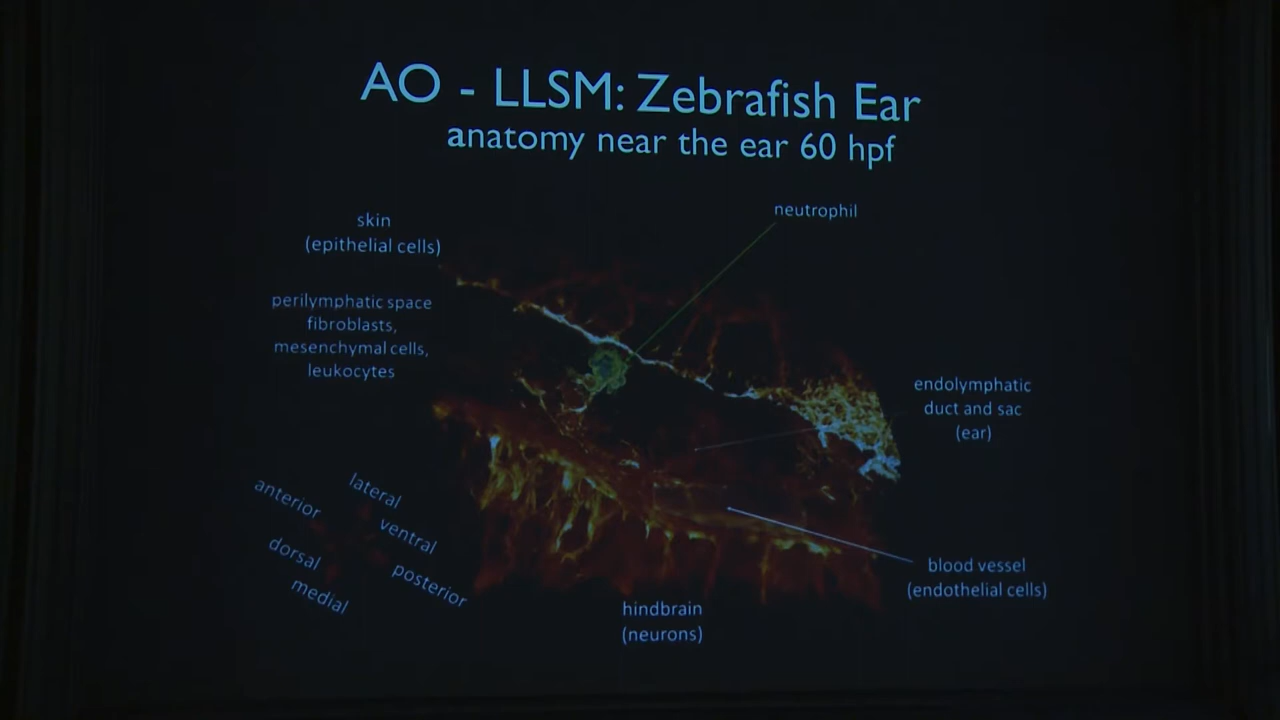 AO - LLSM: Zebrafish Ear
anatomy near the ear 60 hpf
neutrophil
skin
(epithelial cells)
perilymphatic space
fibroblasts,
mesenchymal cells,
leukocytes
endolymphatic
duct and sac
(ear)
lateral
anterior
ventral
dorsal
posterior
medial
blood vessel
(endothelial cells)
hindbrain
(neurons)